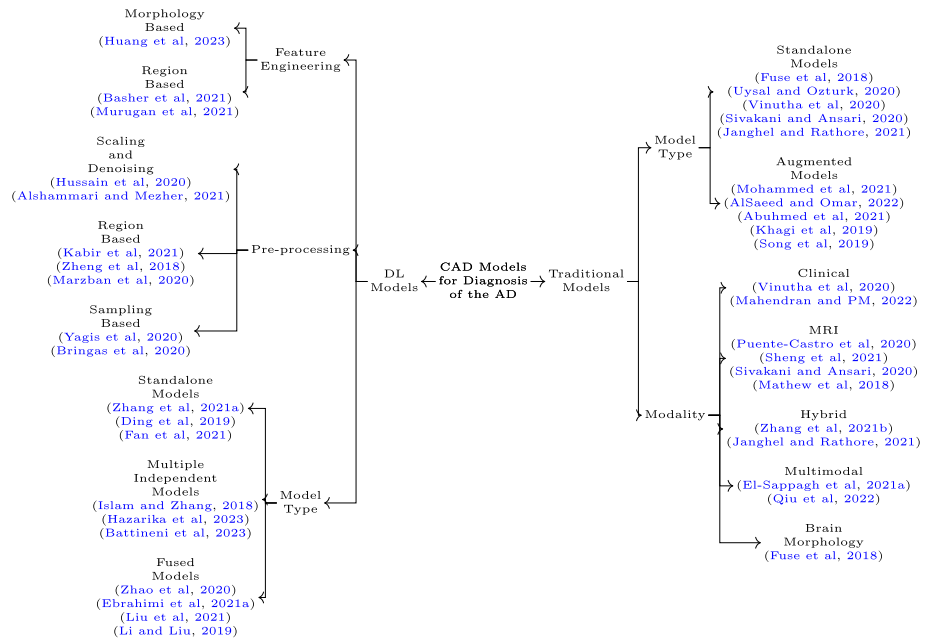 Morphology
Based
(Huang et al, 2023)
Feature
Engineering
Region
Based
(Basher et al, 2021)
(Murugan et al, 2021)
Scaling
and
Denoising
(Hussain et al, 2020)
(Alshammari and Mezher, 2021)
Region
Based
(Kabir et al, 2021)
(Zheng et al, 2018)
(Marzban et al, 2020)
Pre-processing
Sampling
Based
(Yagis et al, 2020)
(Bringas et al, 2020)
Standalone
Models
(Zhang et al, 2021a)
(Ding et al, 2019)
(Fan et al, 2021)
Multiple
Independent
Models
(Islam and Zhang, 2018)
(Hazarika et al, 2023)
(Battineni et al, 2023)
Model
Type
Fused
Models
(Zhao et al, 2020)
(Ebrahimi et al, 2021a)
(Liu et al, 2021)
(Li and Liu, 2019)
DL
Models
CAD Models
for Diagnosis
of the AD
Traditional
Models
Model
Type
Standalone
Models
(Fuse et al, 2018)
(Uysal and Ozturk, 2020)
(Vinutha et al, 2020)
(Sivakani and Ansari, 2020)
(Janghel and Rathore, 2021)
Augmented
Models
(Mohammed et al, 2021)
(AlSaeed and Omar, 2022)
(Abuhmed et al, 2021)
(Khagi et al, 2019)
(Song et al, 2019)
Modality
Clinical
(Vinutha et al, 2020)
(Mahendran and PM, 2022)
MRI
(Puente-Castro et al, 2020)
(Sheng et al, 2021)
(Sivakani and Ansari, 2020)
(Mathew et al, 2018)
Hybrid
(Zhang et al, 2021b)
(Janghel and Rathore, 2021)
Multimodal
(El-Sappagh et al, 2021a)
(Qiu et al, 2022)
Brain
Morphology
(Fuse et al, 2018)